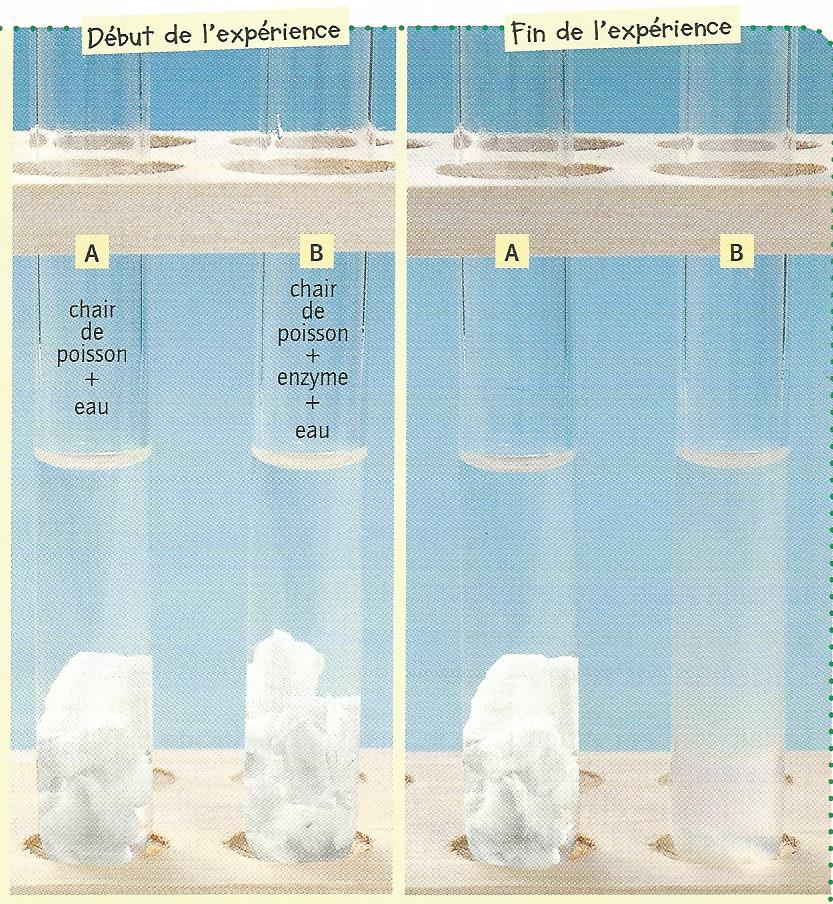 Début de l'expérience
Fin de l'expérience
A
B
A
B
chair
de
poisson
+
eau
chair
de
poisson
+
enzyme
+
eau